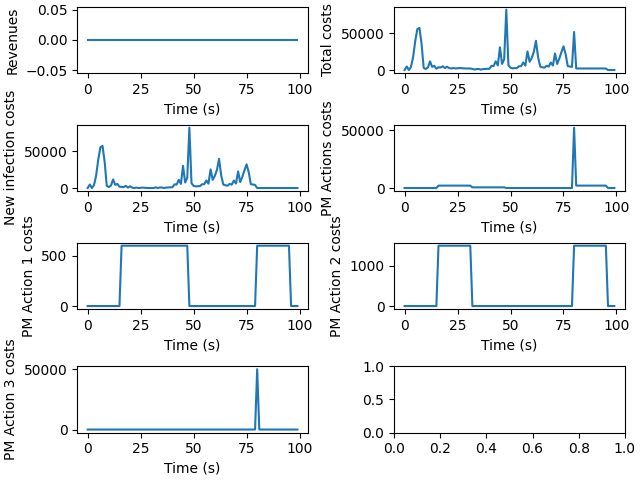 Revenues
0.05
0.00
−0.05
0 25 50 75 100
Time (s)
Total costs
50000
0
0 25 50 75 100
Time (s)
New infection costs
50000
0
0 25 50 75 100
Time (s)
PM Actions costs
50000
0
0 25 50 75 100
Time (s)
PM Action 1 costs
500
0
0 25 50 75 100
Time (s)
PM Action 2 costs
1000
0
0 25 50 75 100
Time (s)
PM Action 3 costs
50000
0
0 25 50 75 100
Time (s)
1.0
0.5
0.0
0.0 0.2 0.4 0.6 0.8 1.0